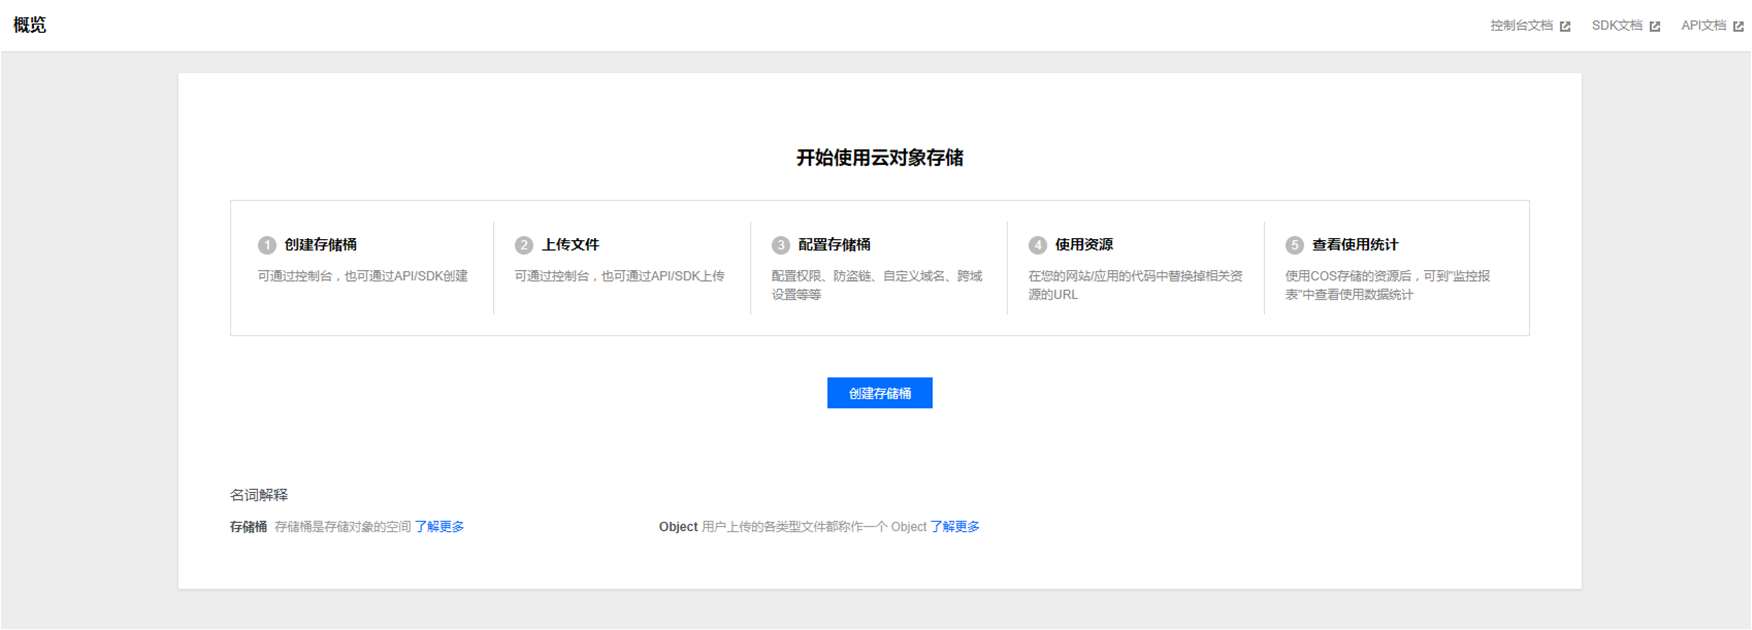 概览
控制台文档 SDK文档 API文档
开始使用云对象存储
1 创建存储桶
可通过控制台，也可通过API/SDK创建
2 上传文件
可通过控制台，也可通过API/SDK上传
3 配置存储桶
配置权限、防盗链、自定义域名、跨域
设置等等
4 使用资源
在您的网站/应用的代码中替换掉相关资
源的URL
5 查看使用统计
使用COS存储的资源后，可到"监控报
表"中查看使用数据统计
创建存储桶
名词解释
存储桶 存储桶是存储对象的空间 了解更多
Object 用户上传的各类型文件都称作一个 Object 了解更多